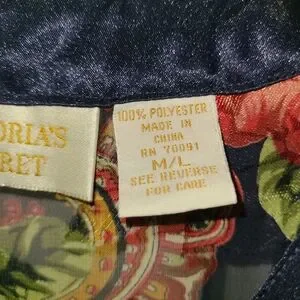 ORIA'S
RET
100% POLYESTER
MADE IN
CHINA
RN 70091
M/L
SEE REVERSE
FOR CARE